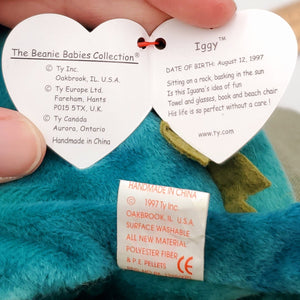 The Beanie Babies Collection®
© Ty Inc.
Oakbrook, IL. U.S.A.
© Ty Europe Ltd.
Fareham, Hants
PO15 5TX, U.K.
© Ty Canada
Aurora, Ontario
Handmade in China
Iggy™
DATE OF BIRTH: August 12, 1997
Sitting on a rock, basking in the sun
Is this Iguana's idea of fun
Towel and glasses, book and beach chair
His life is so perfect without a care!
www.ty.com
HANDMADE IN CHINA
© 1997 Ty Inc.
OAKBROOK, IL. U.S.A.
SURFACE WASHABLE
ALL NEW MATERIAL
POLYESTER FIBER
& P.E. PELLETS CE